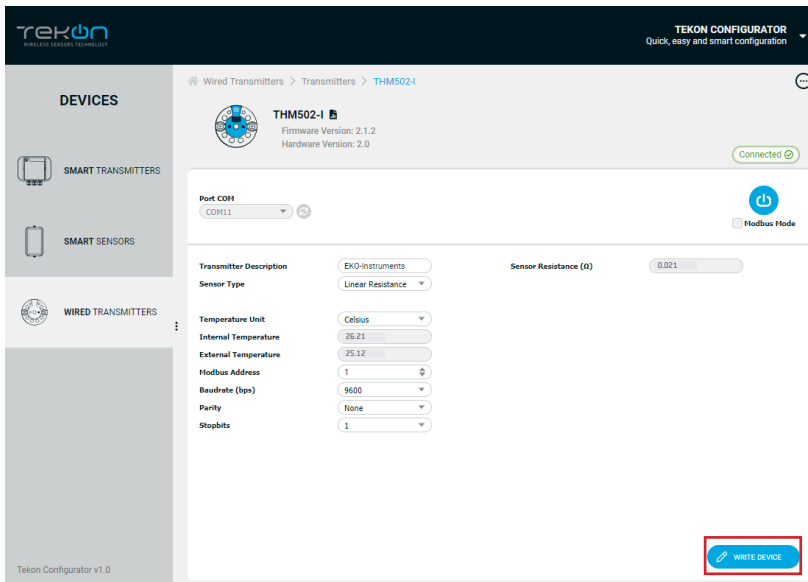 Tekon
WIRELESS SENSORS TECHNOLOGY
TEKON CONFIGURATOR
Quick, easy and smart configuration
DEVICES
SMART TRANSMITTERS
SMART SENSORS
WIRED TRANSMITTERS
Tekon Configurator v1.0
Wired Transmitters > Transmitters > THM502-I
THM502-I
Firmware Version: 2.1.2
Hardware Version: 2.0
Connected
Port COM
COM11
Modbus Mode
Transmitter Description EKO-Instruments Sensor Resistance (Ω) 0.021
Sensor Type Linear Resistance
Temperature Unit Celsius
Internal Temperature 26.21
External Temperature 25.12
Modbus Address 1
Baudrate (bps) 9600
Parity None
Stopbits 1
WRITE DEVICE